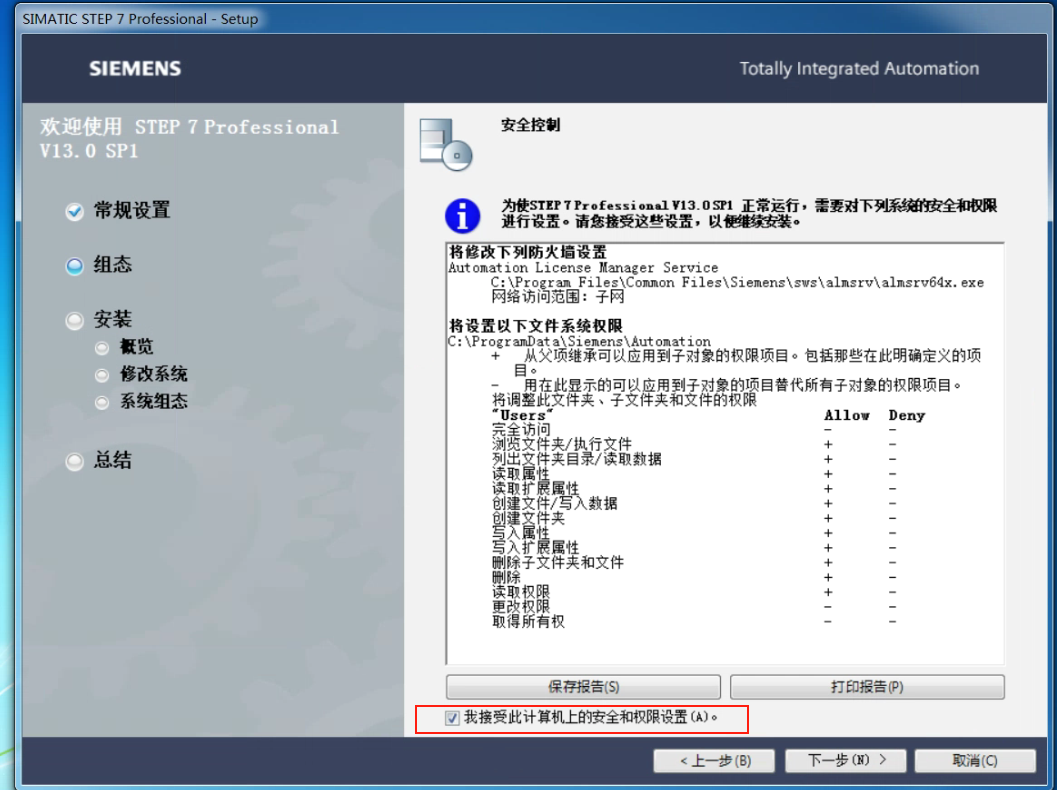 SIMATIC STEP 7 Professional - Setup
SIEMENS
Totally Integrated Automation
欢迎使用 STEP 7 Professional
V13.0 SP1
常规设置
组态
安装
概览
修改系统
系统组态
总结
安全控制
为使STEP 7 Professional V13.0 SP1 正常运行，需要对下列系统的安全和权限
进行设置。请您接受这些设置，以便继续安装。
将修改下列防火墙设置
Automation License Manager Service
C:\Program Files\Common Files\Siemens\sws\almsrv\almsrv64x.exe
网络访问范围: 子网
将设置以下文件系统权限
C:\ProgramData\Siemens\Automation
+ 从父项继承可以应用到子对象的权限项目。包括那些在此明确定义的项
目。
- 用在此显示的可以应用到子对象的项目替代所有子对象的权限项目。
将调整此文件夹、子文件夹和文件的权限
"Users" Allow Deny
完全访问 - -
浏览文件夹/执行文件 + -
列出文件夹目录/读取数据 + -
读取属性 + -
读取扩展属性 + -
创建文件/写入数据 + -
创建文件夹 + -
写入属性 + -
写入扩展属性 + -
删除子文件夹和文件 + -
删除 + -
读取权限 + -
更改权限 - -
取得所有权 - -
保存报告(S) 打印报告(P)
我接受此计算机上的安全和权限设置(A)。
< 上一步(B) 下一步(N) > 取消(C)